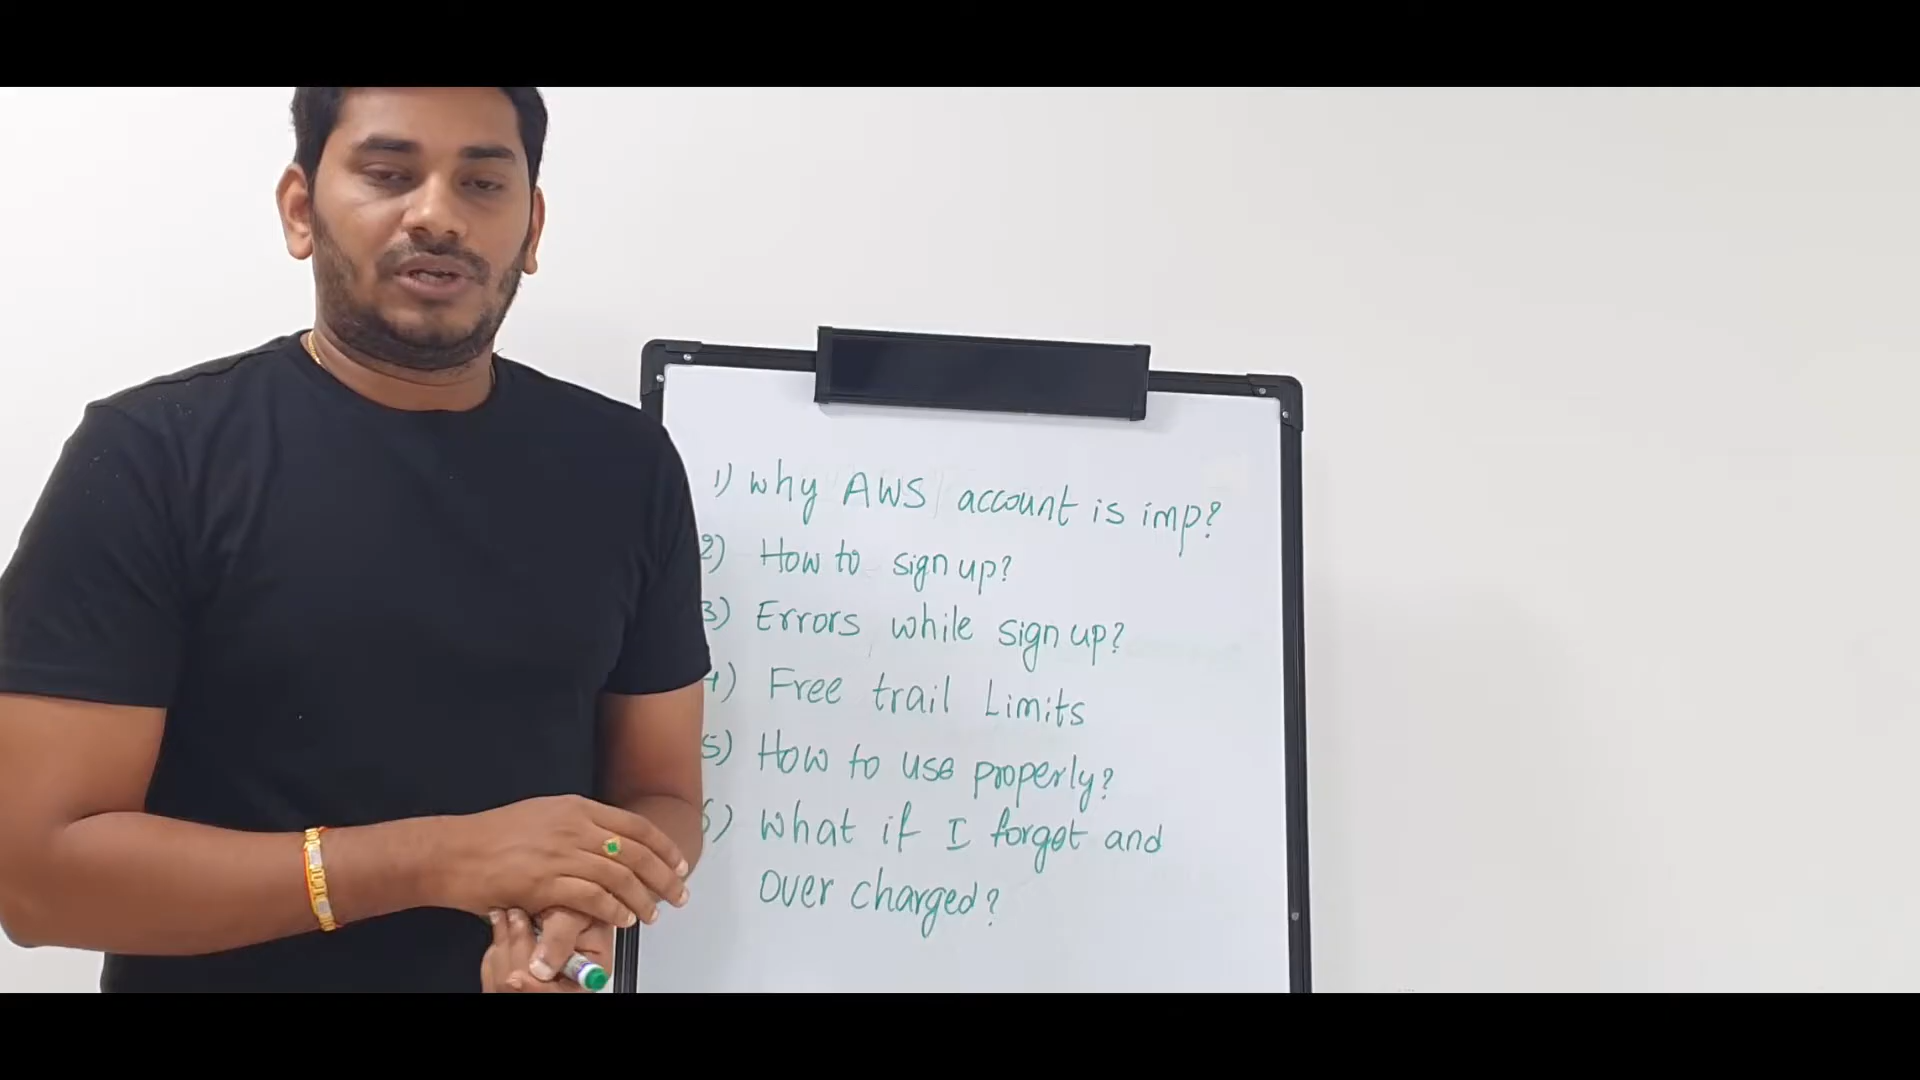 1) why AWS account is imp?
2) How to sign up?
3) Errors while sign up?
4) Free trail Limits
5) How to use properly?
6) What if I forgot and
over charged?